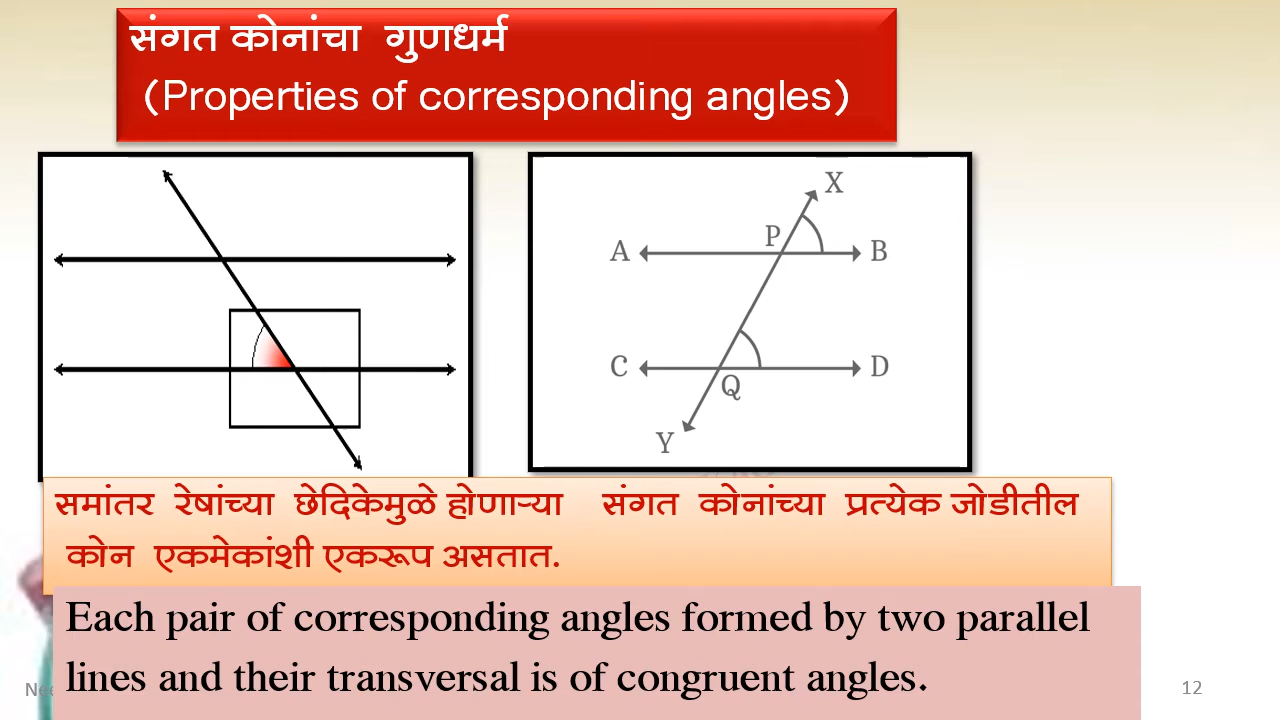 संगत कोनांचा गुणधर्म
(Properties of corresponding angles)
X
P
A
B
C
D
Q
Y
समांतर रेषांच्या छेदिकेमुळे होणाऱ्या संगत कोनांच्या प्रत्येक जोडीतील
कोन एकमेकांशी एकरूप असतात.
Each pair of corresponding angles formed by two parallel
lines and their transversal is of congruent angles.
12